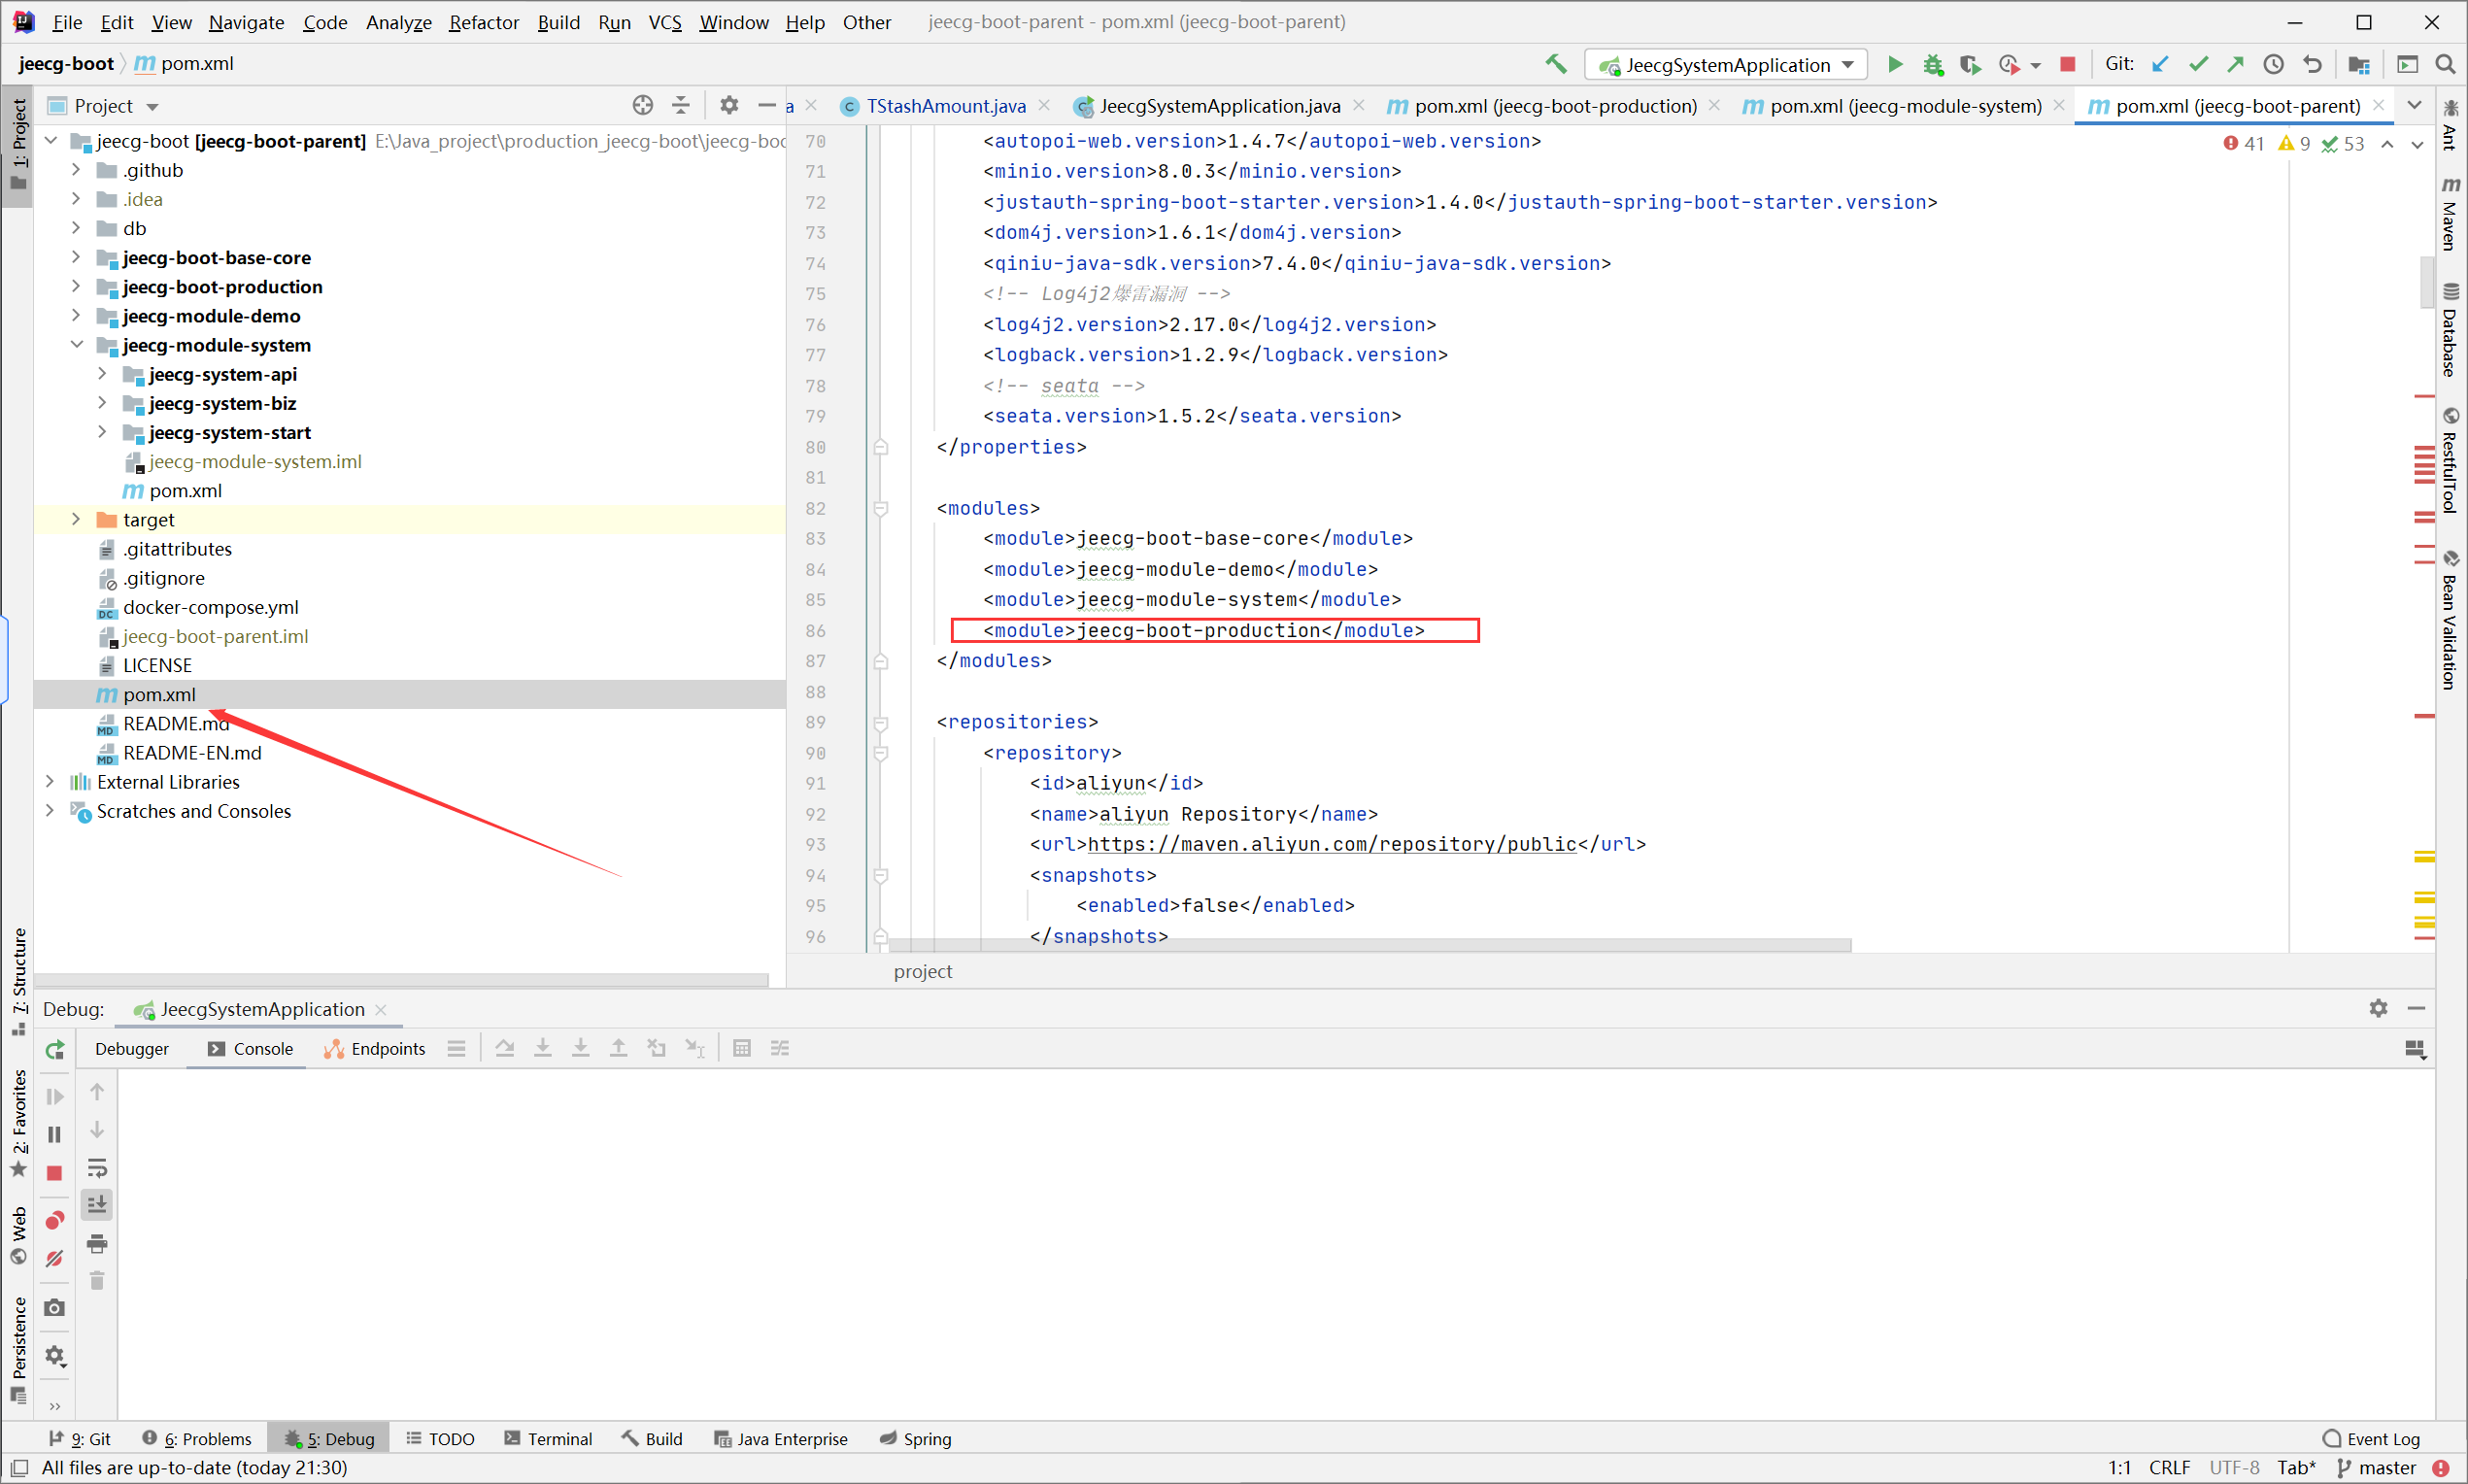 File Edit View Navigate Code Analyze Refactor Build Run VCS Window Help Other jeecg-boot-parent - pom.xml (jeecg-boot-parent)
jeecg-boot pom.xml JeecgSystemApplication Git:
Project a TStashAmount.java JeecgSystemApplication.java pom.xml (jeecg-boot-production) pom.xml (jeecg-module-system) pom.xml (jeecg-boot-parent)
1: Project
7: Structure
2: Favorites
Web
Persistence
jeecg-boot [jeecg-boot-parent] E:\Java_project\production_jeecg-boot\jeecg-boo
.github
.idea
db
jeecg-boot-base-core
jeecg-boot-production
jeecg-module-demo
jeecg-module-system
jeecg-system-api
jeecg-system-biz
jeecg-system-start
jeecg-module-system.iml
pom.xml
target
.gitattributes
.gitignore
docker-compose.yml
jeecg-boot-parent.iml
LICENSE
pom.xml
README.md
README-EN.md
External Libraries
Scratches and Consoles
41 9 53
70 <autopoi-web.version>1.4.7</autopoi-web.version>
71 <minio.version>8.0.3</minio.version>
72 <justauth-spring-boot-starter.version>1.4.0</justauth-spring-boot-starter.version>
73 <dom4j.version>1.6.1</dom4j.version>
74 <qiniu-java-sdk.version>7.4.0</qiniu-java-sdk.version>
75 <!-- Log4j2爆雷漏洞 -->
76 <log4j2.version>2.17.0</log4j2.version>
77 <logback.version>1.2.9</logback.version>
78 <!-- seata -->
79 <seata.version>1.5.2</seata.version>
80 </properties>
81
82 <modules>
83 <module>jeecg-boot-base-core</module>
84 <module>jeecg-module-demo</module>
85 <module>jeecg-module-system</module>
86 <module>jeecg-boot-production</module>
87 </modules>
88
89 <repositories>
90 <repository>
91 <id>aliyun</id>
92 <name>aliyun Repository</name>
93 <url>https://maven.aliyun.com/repository/public</url>
94 <snapshots>
95 <enabled>false</enabled>
96 </snapshots>
project
Ant
Maven
Database
RestfulTool
Bean Validation
Debug: JeecgSystemApplication
Debugger Console Endpoints
9: Git 6: Problems 5: Debug TODO Terminal Build Java Enterprise Spring Event Log
All files are up-to-date (today 21:30) 1:1 CRLF UTF-8 Tab* master